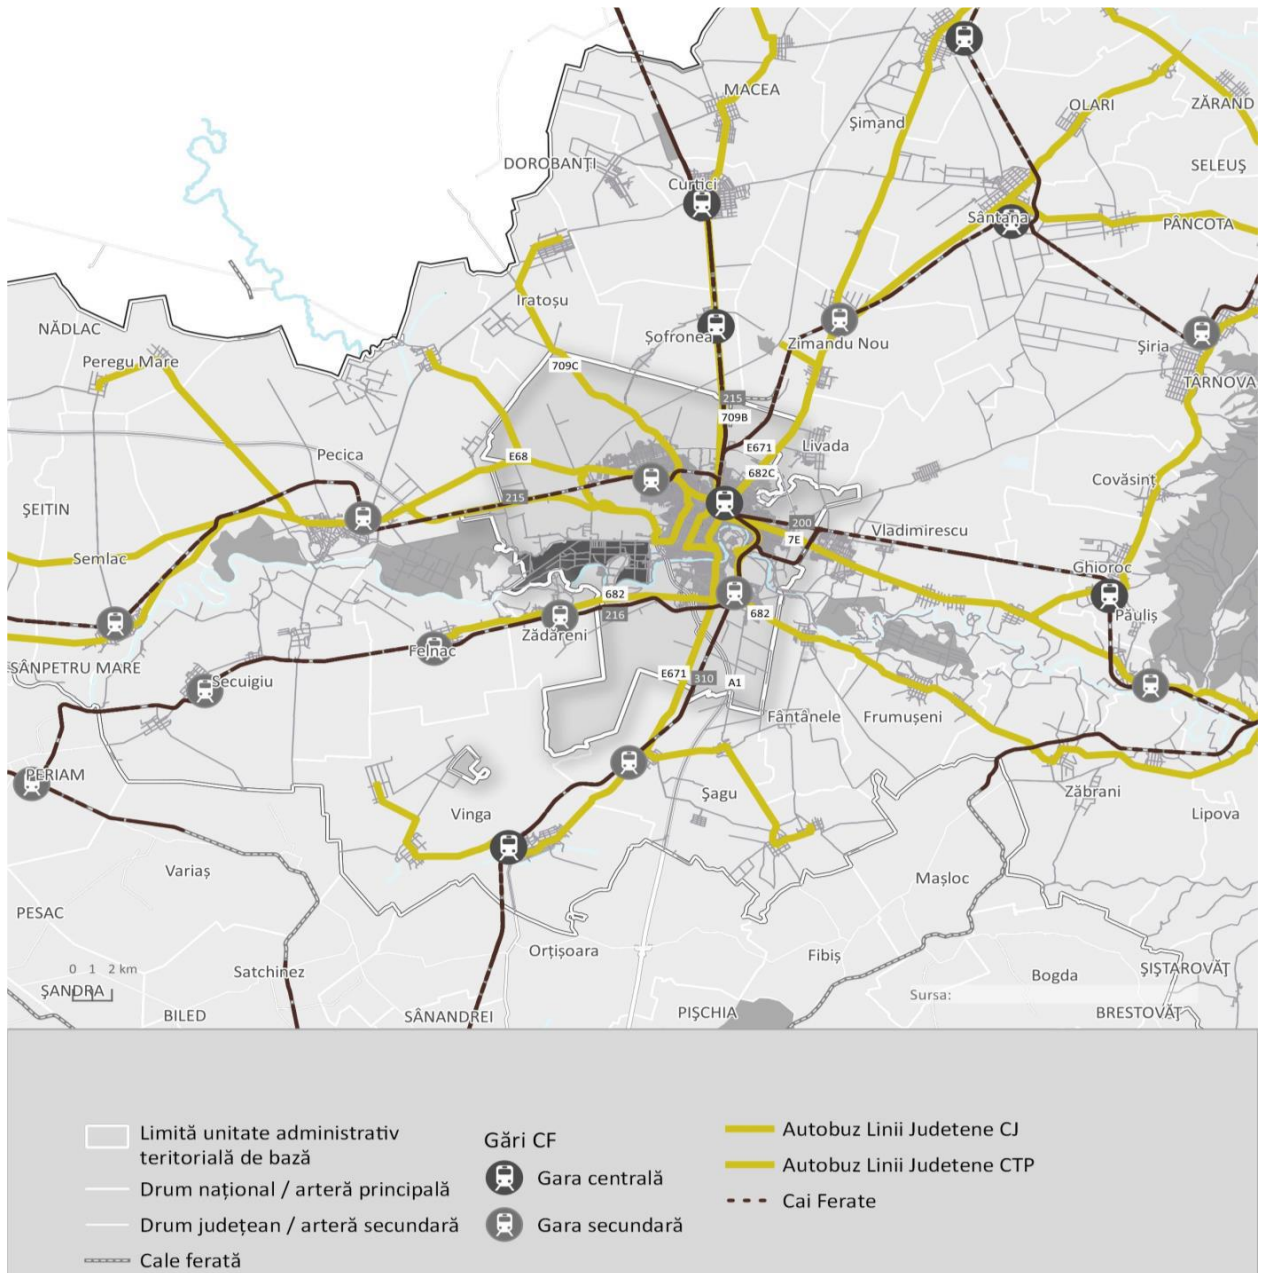 MACEA
OLARI
ZĂRAND
Șimand
DOROBANȚI
SELEUȘ
Curtici
Sântana
PÂNCOTA
Iratoșu
NĂDLAC
Șofronea
Zimandu Nou
Șiria
Peregu Mare
709C
TÂRNOVA
215
709B
E671
Livada
Pecica
E68
682C
Covăsinț
ȘEITIN
215
200
Vladimirescu
7E
Semlac
Ghioroc
682
682
Păuliș
216
Zădăreni
Felnac
SÂNPETRU MARE
Secuigiu
E671
310
A1
Fântânele
Frumușeni
PERIAM
Șagu
Zăbrani
Vinga
Lipova
Variaș
Mașloc
PESAC
Orțișoara
Fibiș
0 1 2 km
Satchinez
Bogda
ȘIȘTAROVĂȚ
ȘANDRA
Sursa:
BILED
SÂNANDREI
PIȘCHIA
BRESTOVĂȚ
Limită unitate administrativ
teritorială de bază
Drum național / arteră principală
Drum județean / arteră secundară
Cale ferată
Gări CF
Gara centrală
Gara secundară
Autobuz Linii Judetene CJ
Autobuz Linii Judetene CTP
Cai Ferate